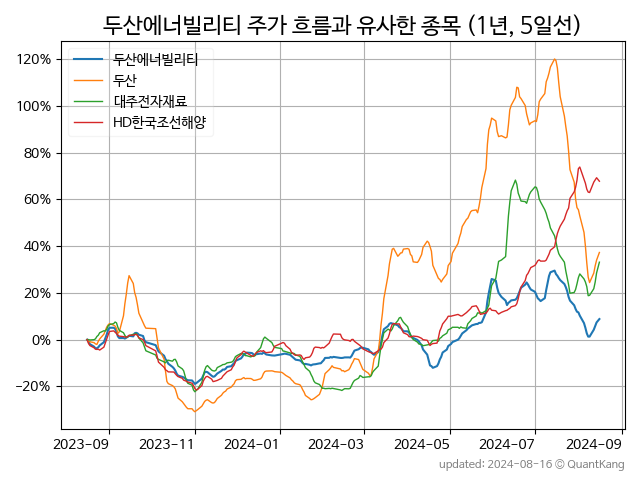 두산에너빌리티 주가 흐름과 유사한 종목 (1년, 5일선)
120%
100%
80%
60%
40%
20%
0%
−20%
두산에너빌리티
두산
대주전자재료
HD한국조선해양
2023-09 2023-11 2024-01 2024-03 2024-05 2024-07 2024-09
updated: 2024-08-16 © QuantKang